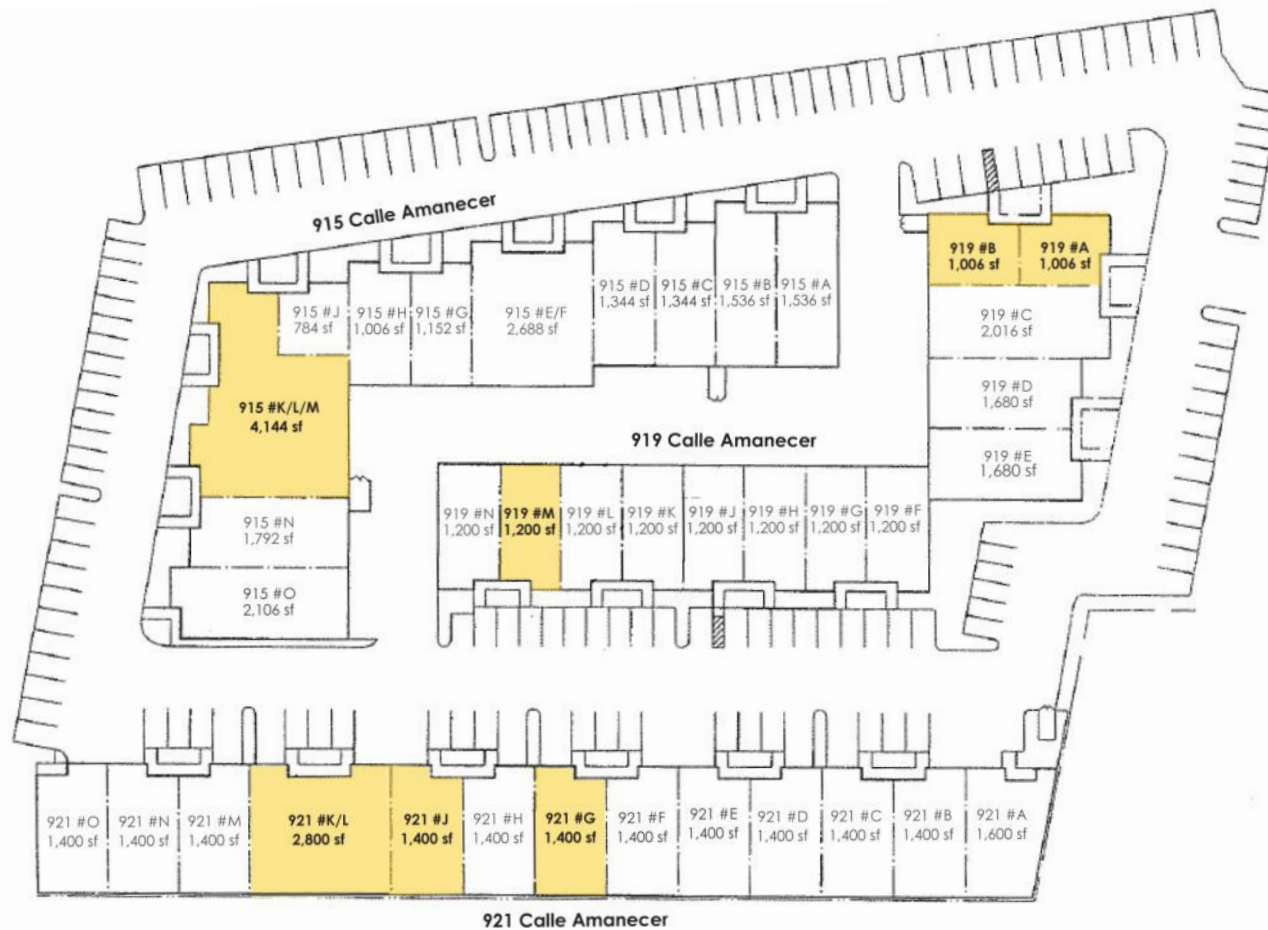 915 Calle Amanecer
915 #J
784 sf
915 #H
1,006 sf
915 #G
1,152 sf
915 #E/F
2,688 sf
915 #D
1,344 sf
915 #C
1,344 sf
915 #B
1,536 sf
915 #A
1,536 sf
919 #B
1,006 sf
919 #A
1,006 sf
919 #C
2,016 sf
919 #D
1,680 sf
919 #E
1,680 sf
915 #K/L/M
4,144 sf
919 Calle Amanecer
915 #N
1,792 sf
915 #O
2,106 sf
919 #N
1,200 sf
919 #M
1,200 sf
919 #L
1,200 sf
919 #K
1,200 sf
919 #J
1,200 sf
919 #H
1,200 sf
919 #G
1,200 sf
919 #F
1,200 sf
921 #O
1,400 sf
921 #N
1,400 sf
921 #M
1,400 sf
921 #K/L
2,800 sf
921 #J
1,400 sf
921 #H
1,400 sf
921 #G
1,400 sf
921 #F
1,400 sf
921 #E
1,400 sf
921 #D
1,400 sf
921 #C
1,400 sf
921 #B
1,400 sf
921 #A
1,600 sf
921 Calle Amanecer